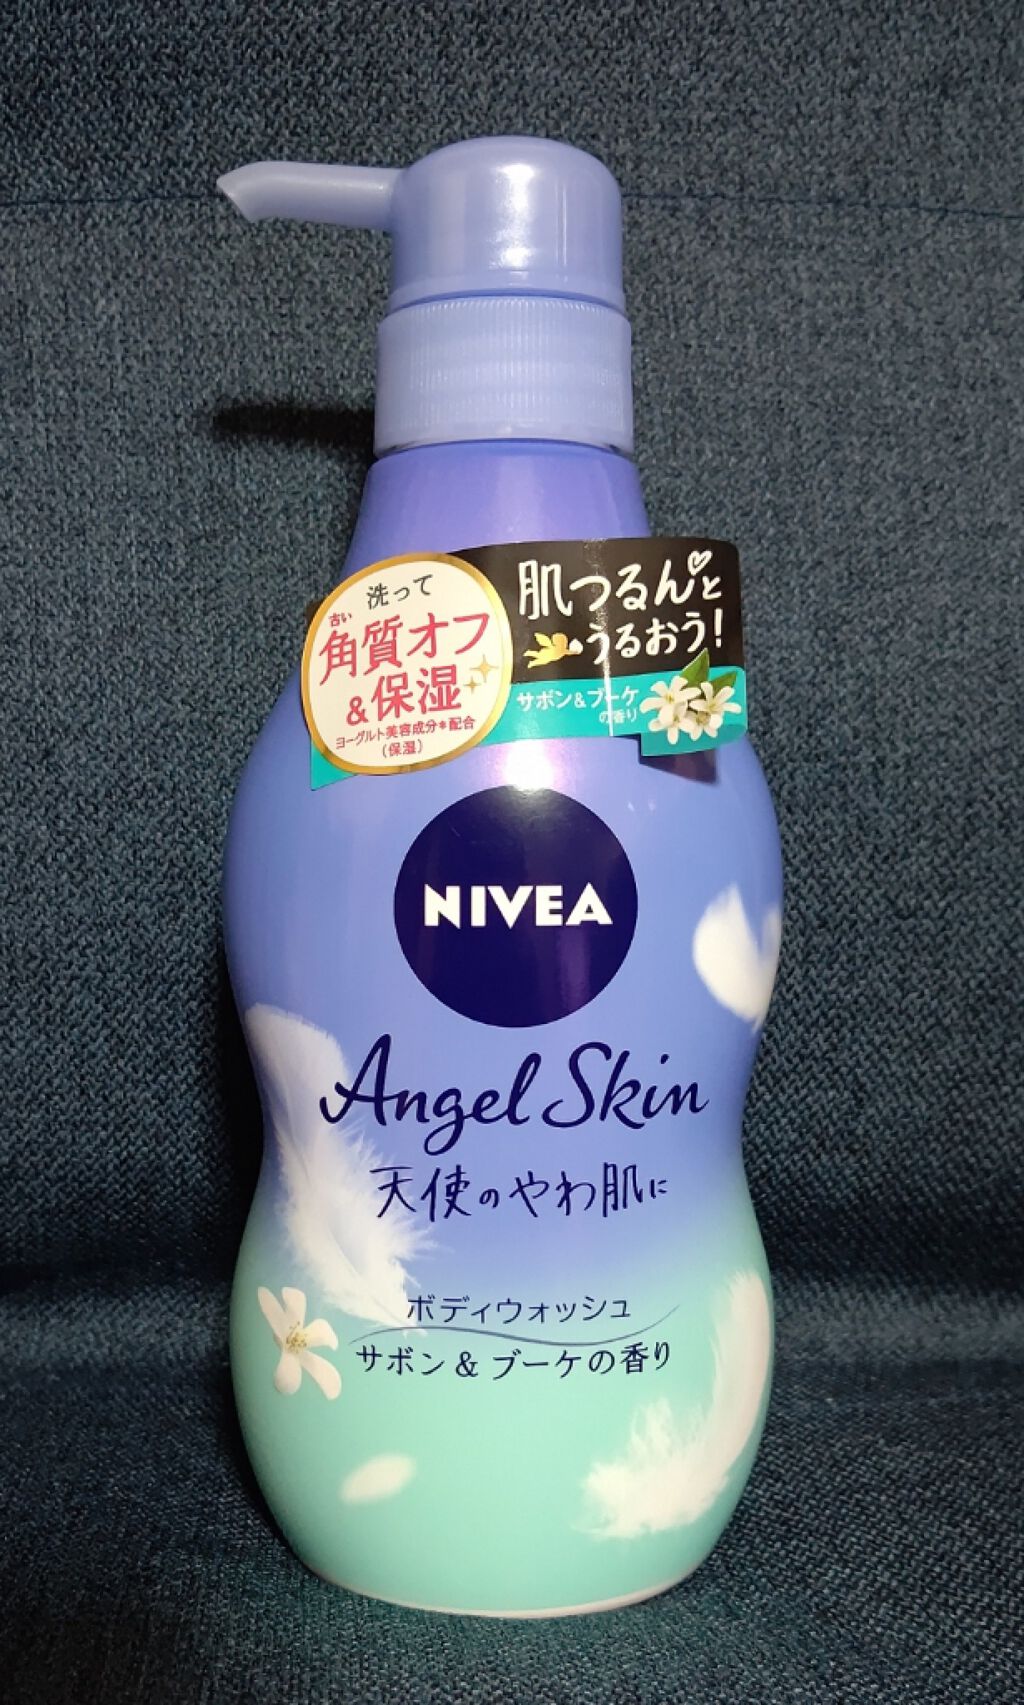 洗って
古い
角質オフ
&保湿
ヨーグルト美容成分*配合
(保湿)
肌つるんと
うるおう!
サボン&ブーケ
の香り
NIVEA
Angel Skin
天使のやわ肌に
ボディウォッシュ
サボン&ブーケの香り